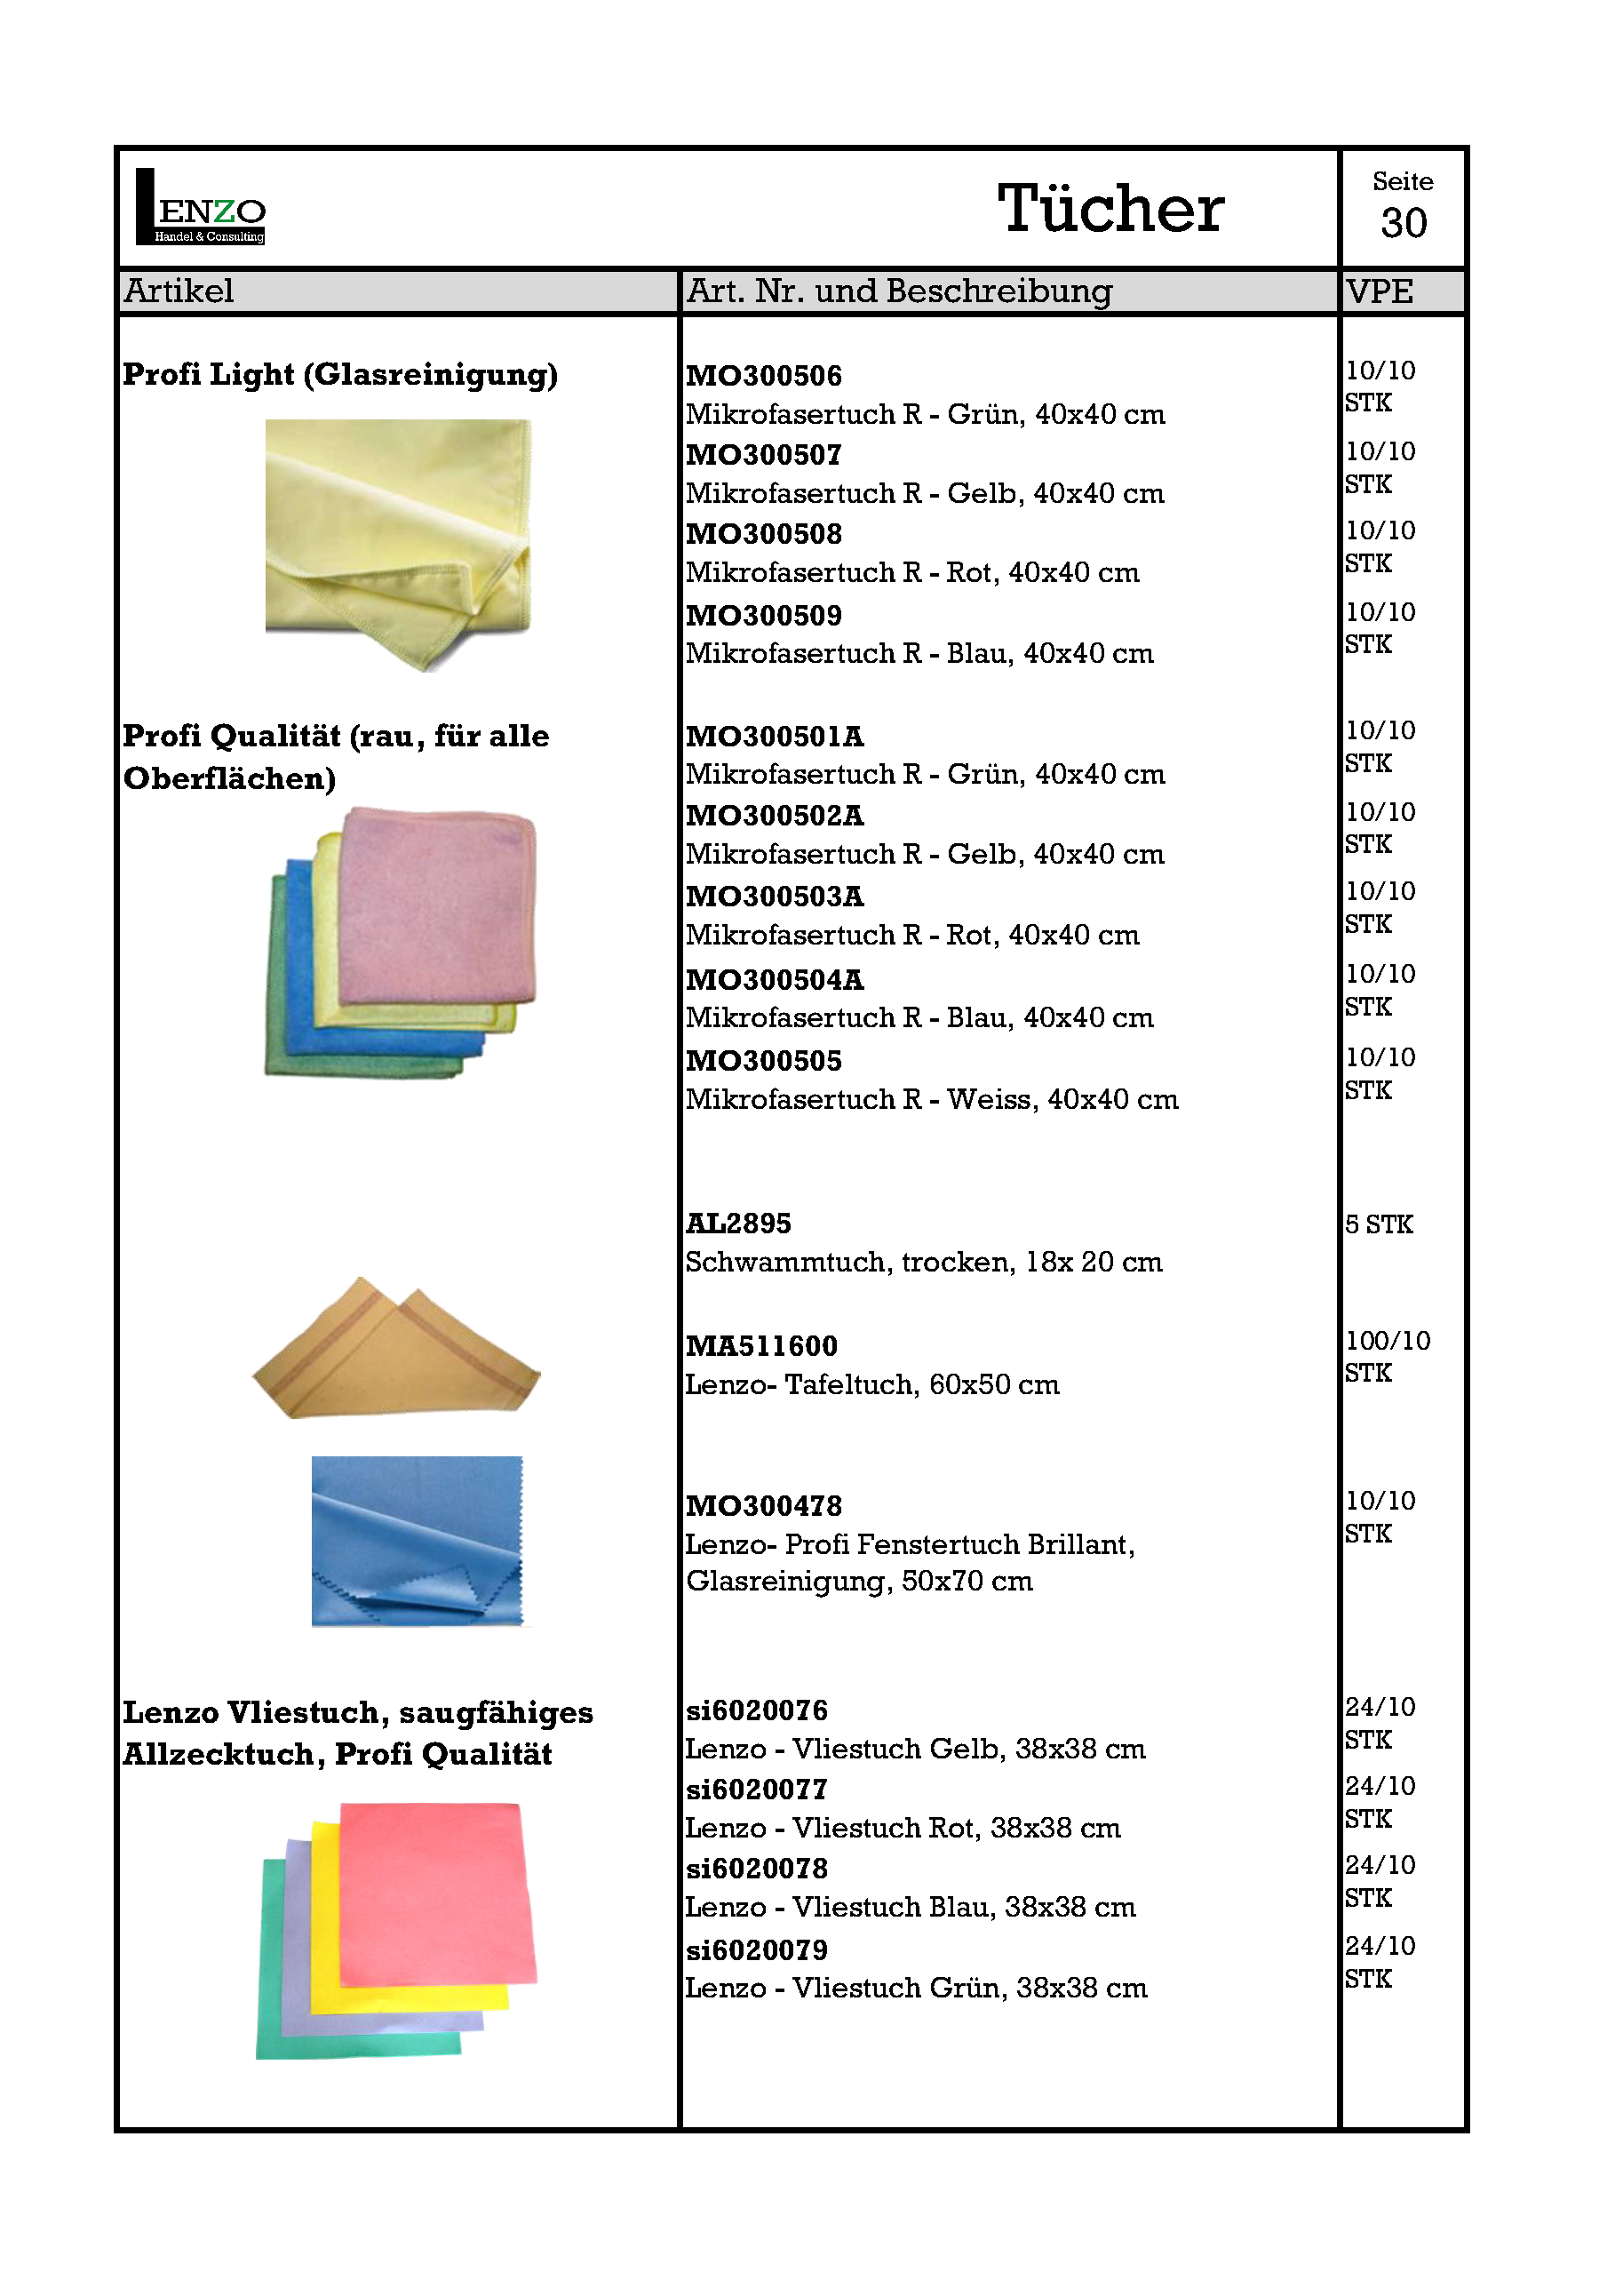 LENZO
Handel & Consulting
Tücher
Seite
30
Artikel
Art. Nr. und Beschreibung
VPE
Profi Light (Glasreinigung)
MO300506
10/10
STK
Mikrofasertuch R - Grün, 40x40 cm
MO300507
10/10
STK
Mikrofasertuch R - Gelb, 40x40 cm
MO300508
10/10
STK
Mikrofasertuch R - Rot, 40x40 cm
MO300509
10/10
STK
Mikrofasertuch R - Blau, 40x40 cm
Profi Qualität (rau, für alle
Oberflächen)
MO300501A
10/10
STK
Mikrofasertuch R - Grün, 40x40 cm
MO300502A
10/10
STK
Mikrofasertuch R - Gelb, 40x40 cm
MO300503A
10/10
STK
Mikrofasertuch R - Rot, 40x40 cm
MO300504A
10/10
STK
Mikrofasertuch R - Blau, 40x40 cm
MO300505
10/10
STK
Mikrofasertuch R - Weiss, 40x40 cm
AL2895
5 STK
Schwammtuch, trocken, 18x 20 cm
MA511600
100/10
STK
Lenzo- Tafeltuch, 60x50 cm
MO300478
10/10
STK
Lenzo- Profi Fenstertuch Brillant,
Glasreinigung, 50x70 cm
Lenzo Vliestuch, saugfähiges
Allzecktuch, Profi Qualität
si6020076
24/10
STK
Lenzo - Vliestuch Gelb, 38x38 cm
si6020077
24/10
STK
Lenzo - Vliestuch Rot, 38x38 cm
si6020078
24/10
STK
Lenzo - Vliestuch Blau, 38x38 cm
si6020079
24/10
STK
Lenzo - Vliestuch Grün, 38x38 cm